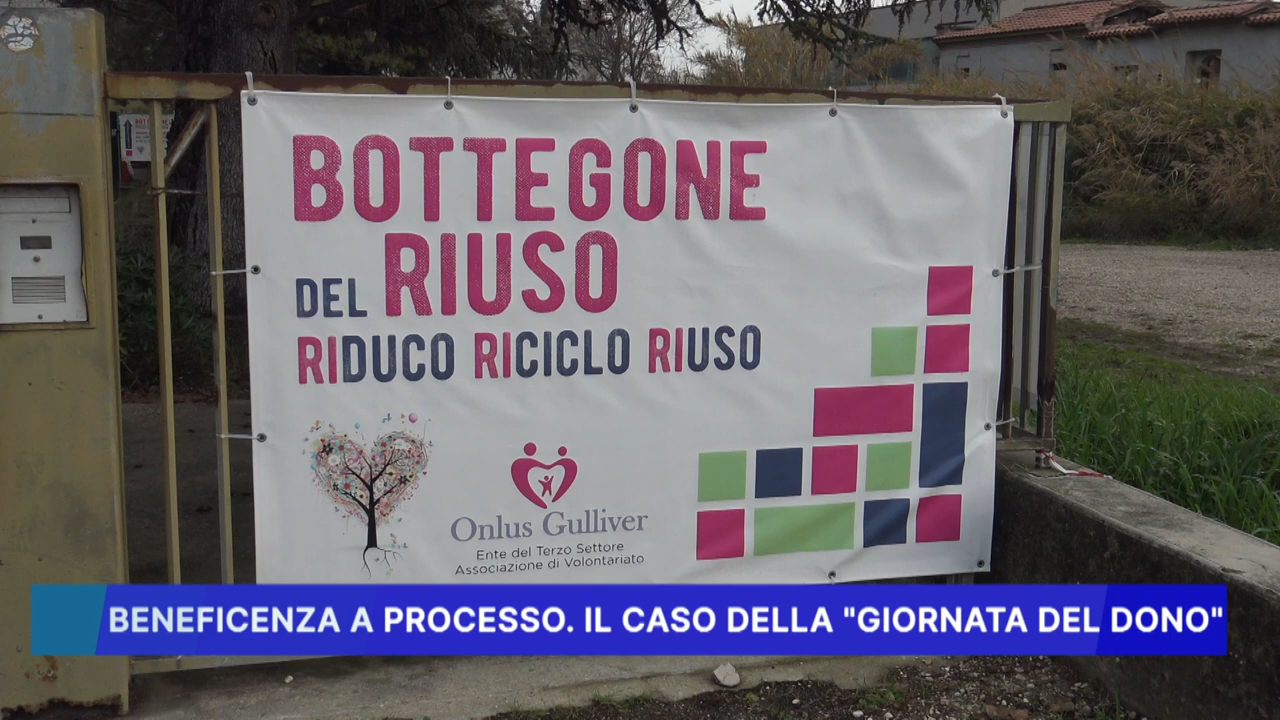 BOTTEGONE
DEL RIUSO
RIDUCO RICICLO RIUSO
Onlus Gulliver
Ente del Terzo Settore
Associazione di Volontariato
BENEFICENZA A PROCESSO. IL CASO DELLA "GIORNATA DEL DONO"